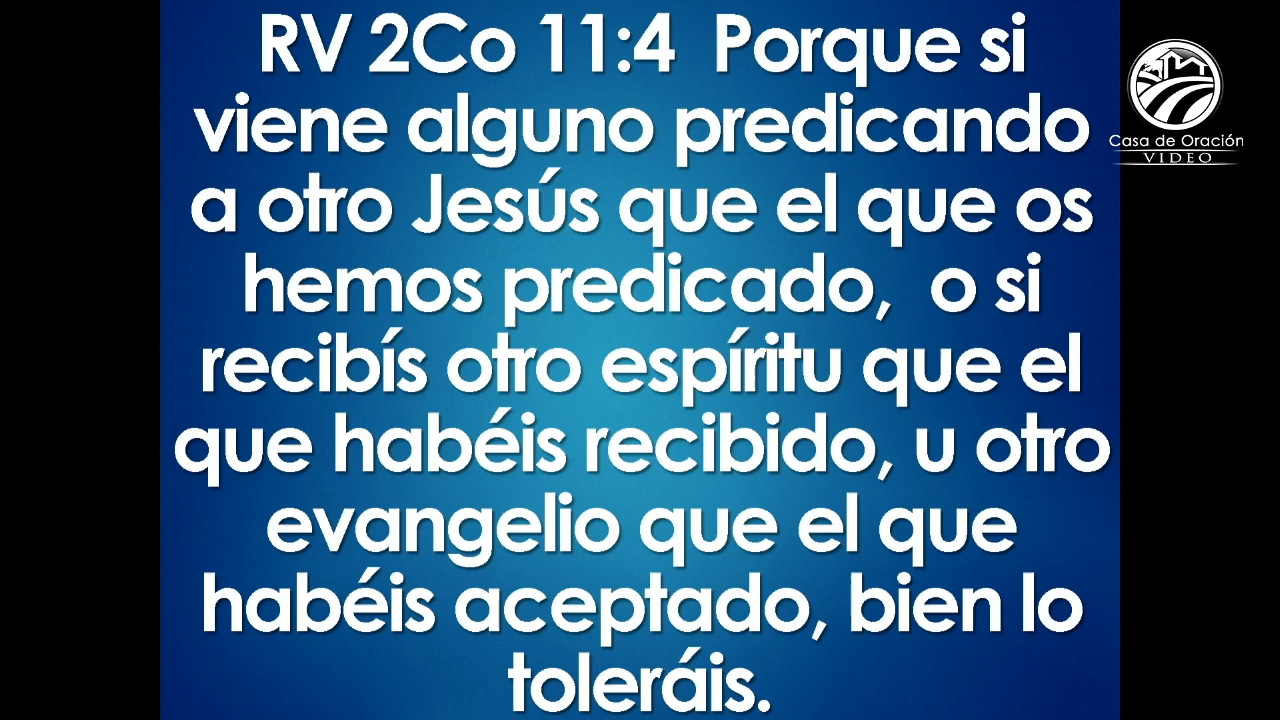 RV 2Co 11:4  Porque si
viene alguno predicando
a otro Jesús que el que os
hemos predicado,  o si
recibís otro espíritu que el
que habéis recibido, u otro
evangelio que el que
habéis aceptado, bien lo
toleráis.
Casa de Oración
VIDEO